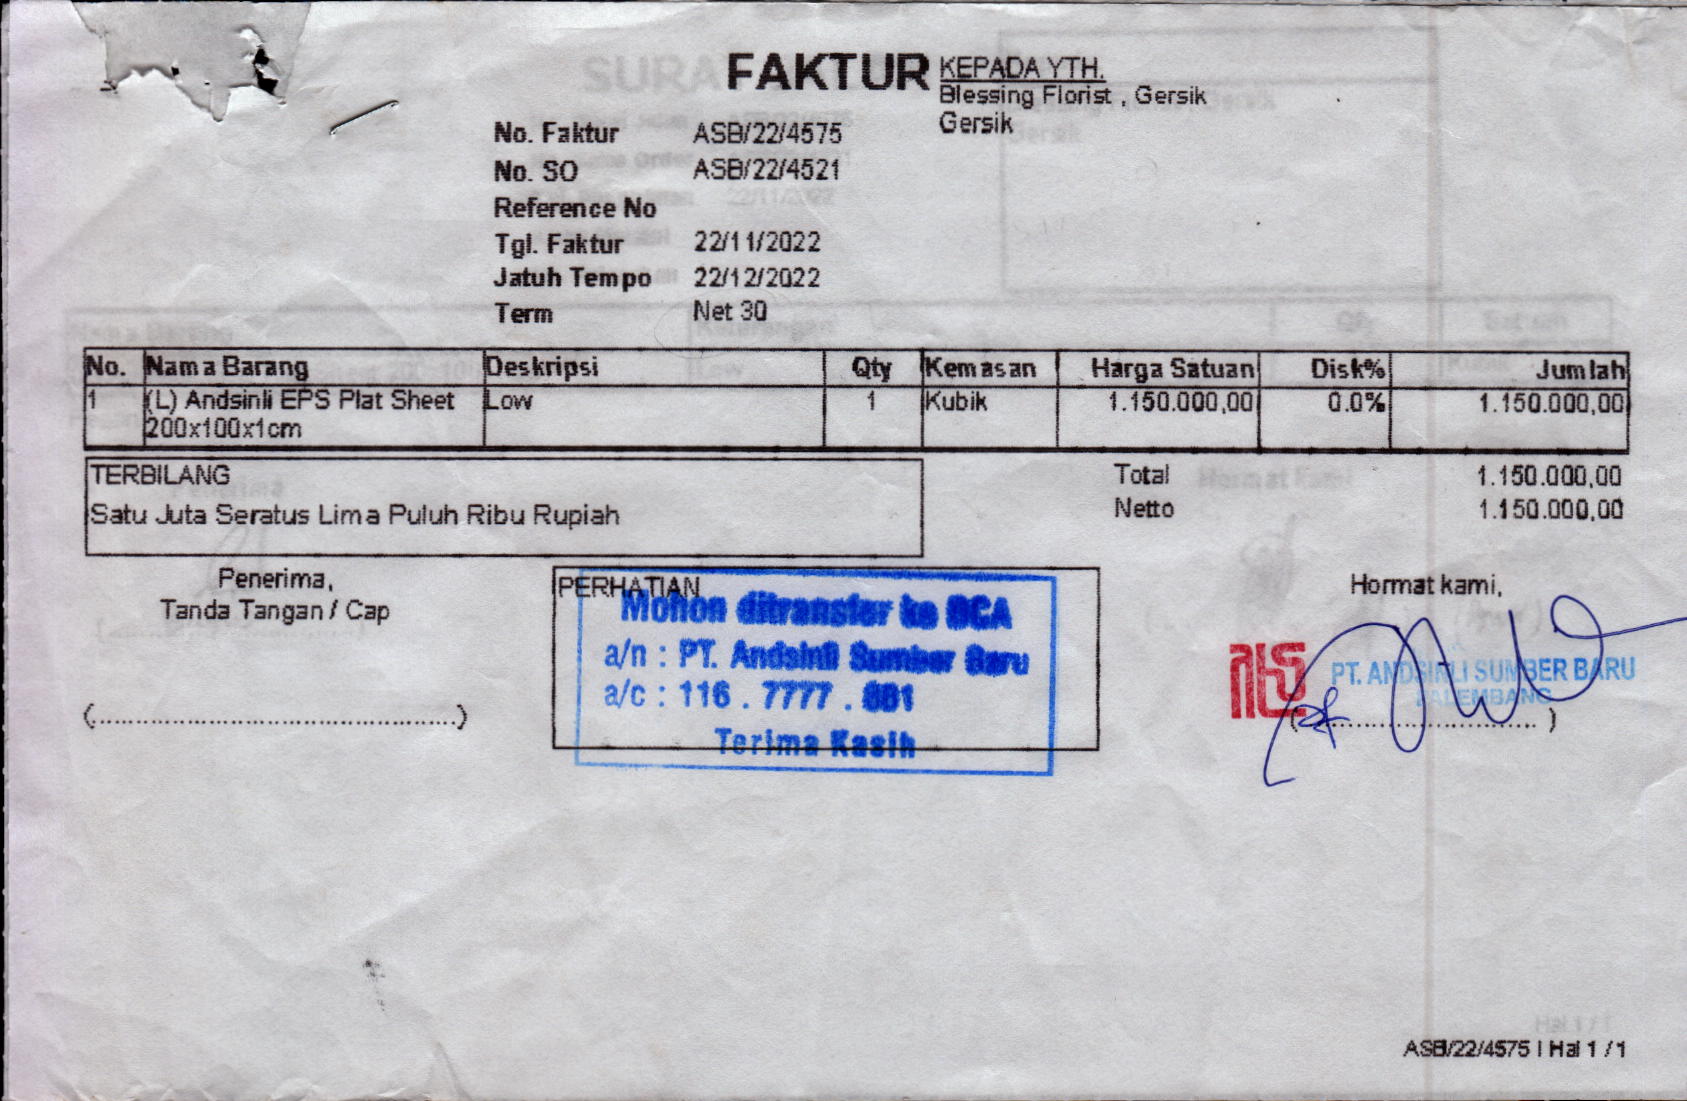 FAKTUR
KEPADA YTH.
Blessing Florist , Gersik
Gersik
No. Faktur ASB/22/4575
No. SO ASB/22/4521
Reference No
Tgl. Faktur 22/11/2022
Jatuh Tempo 22/12/2022
Term Net 30
No. Nama Barang Deskripsi Qty Kemasan Harga Satuan Disk% Jumlah
1 (L) Andsinli EPS Plat Sheet Low 1 Kubik 1.150.000,00 0.0% 1.150.000,00
200x100x1cm
TERBILANG
Satu Juta Seratus Lima Puluh Ribu Rupiah
Total 1.150.000,00
Netto 1.150.000,00
Penerima,
Tanda Tangan / Cap
(............................................)
PERHATIAN
Mohon ditransfer ke BCA
a/n : PT. Andsinli Sumber Baru
a/c : 116 . 7777 . 881
Terima Kasih
Hormat kami,
PT. ANDSINLI SUMBER BARU
PALEMBANG
ASB/22/4575 | Hal 1 / 1